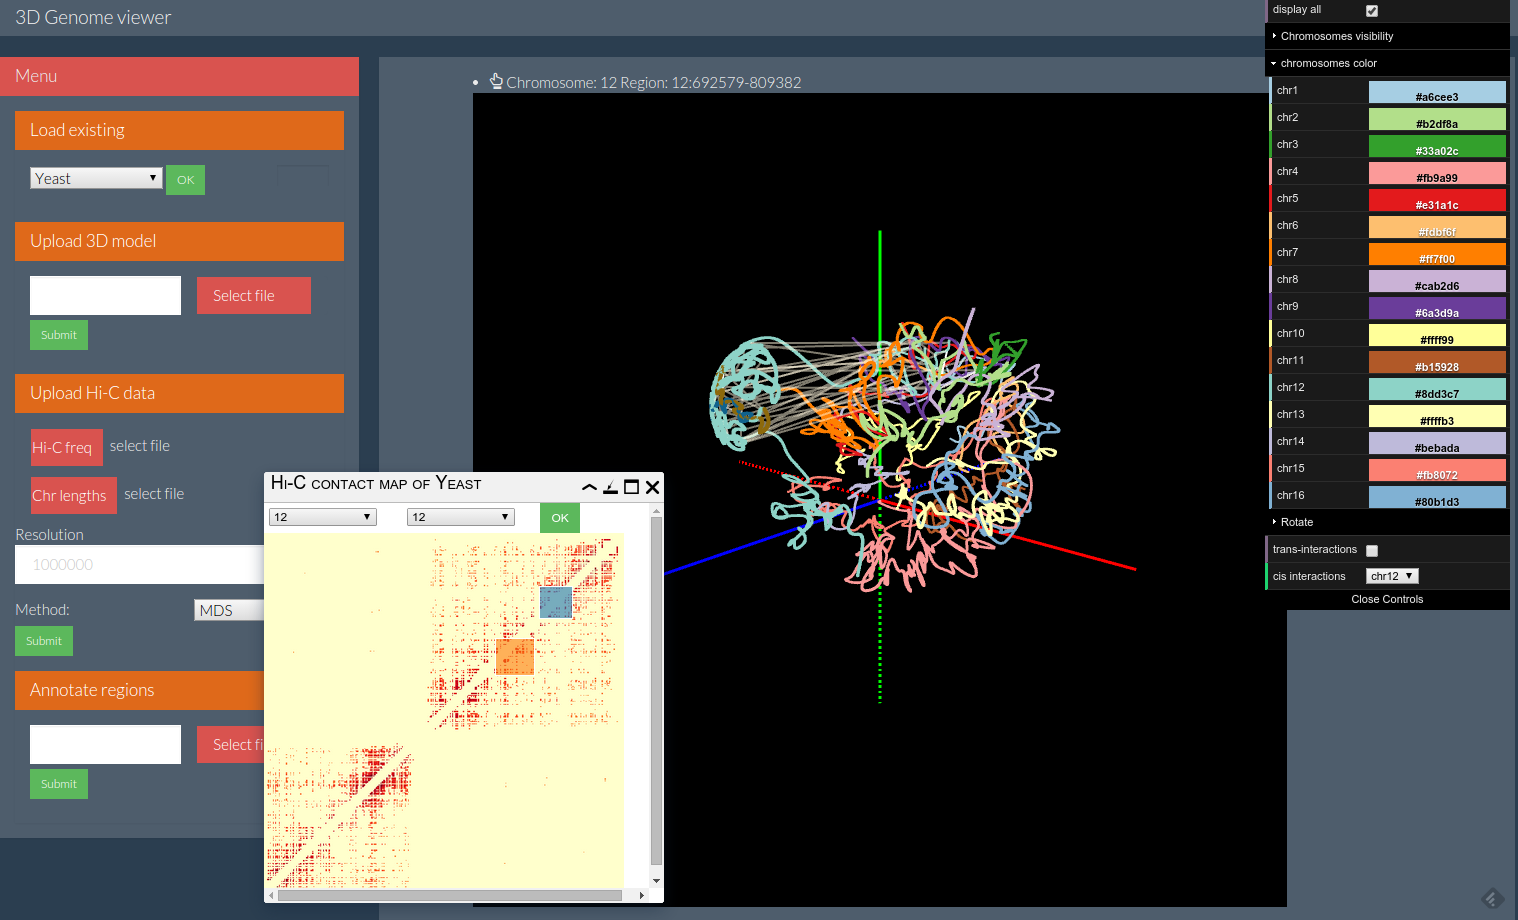 3D Genome viewer
Menu
Load existing
Yeast
OK
Upload 3D model
Select file
Submit
Upload Hi-C data
Hi-C freq
select file
Chr lengths
select file
Resolution
1000000
Method:
MDS
Submit
Annotate regions
Select fi
Submit
Chromosome: 12 Region: 12:692579-809382
Hi-C contact map of Yeast
12
12
OK
display all
Chromosomes visibility
chromosomes color
chr1 #a6cee3
chr2 #b2df8a
chr3 #33a02c
chr4 #fb9a99
chr5 #e31a1c
chr6 #fdbf6f
chr7 #ff7f00
chr8 #cab2d6
chr9 #6a3d9a
chr10 #ffff99
chr11 #b15928
chr12 #8dd3c7
chr13 #ffffb3
chr14 #bebada
chr15 #fb8072
chr16 #80b1d3
Rotate
trans-interactions
cis interactions chr12
Close Controls